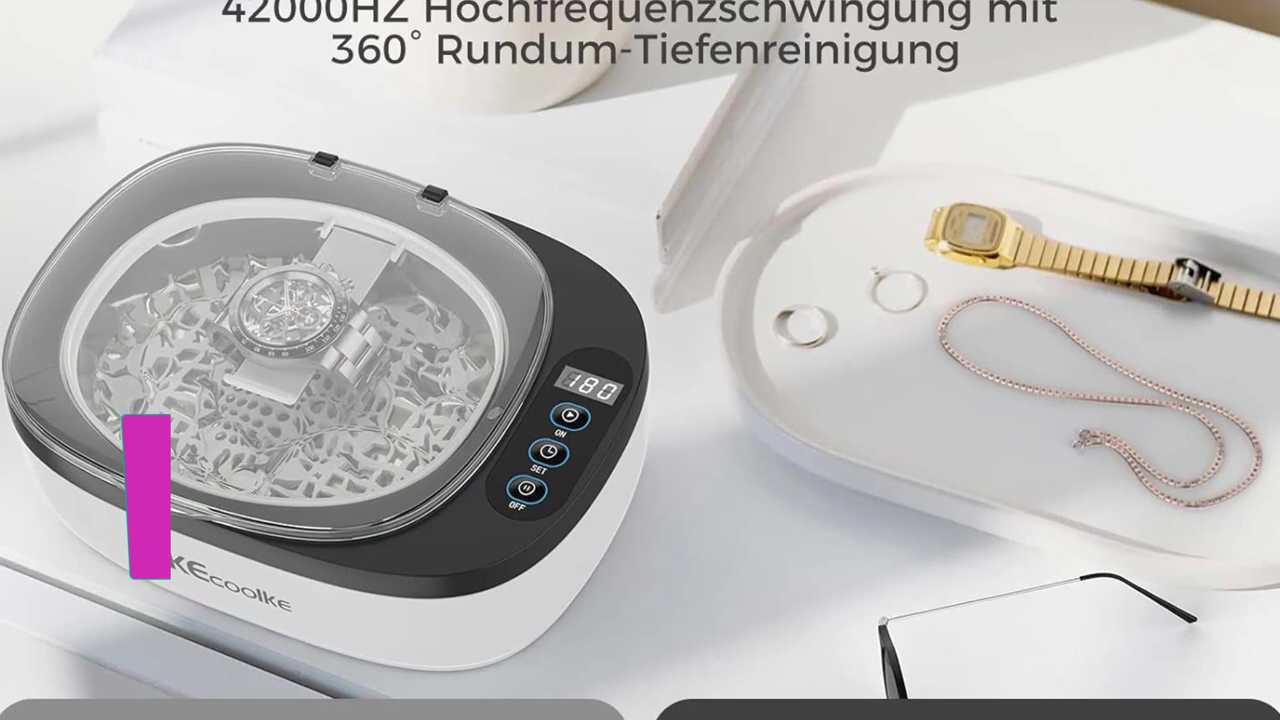 42000HZ Hochfrequenzschwingung mit
360° Rundum-Tiefenreinigung
180
ON
SET
OFF
coolke